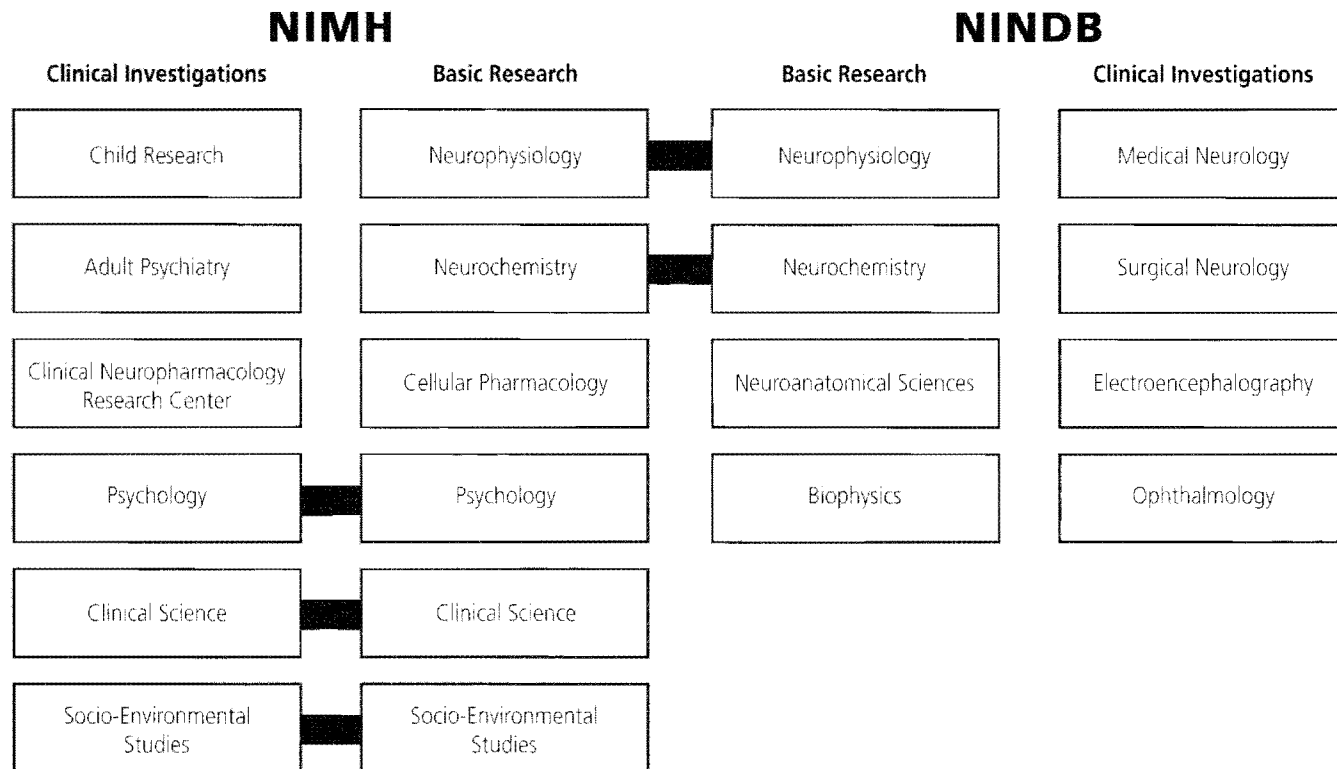 NIMH
NINDB
Clinical Investigations
Basic Research
Basic Research
Clinical Investigations
Child Research
Neurophysiology
Neurophysiology
Medical Neurology
Adult Psychiatry
Neurochemistry
Neurochemistry
Surgical Neurology
Clinical Neuropharmacology
Research Center
Cellular Pharmacology
Neuroanatomical Sciences
Electroencephalography
Psychology
Psychology
Biophysics
Ophthalmology
Clinical Science
Clinical Science
Socio-Environmental
Studies
Socio-Environmental
Studies